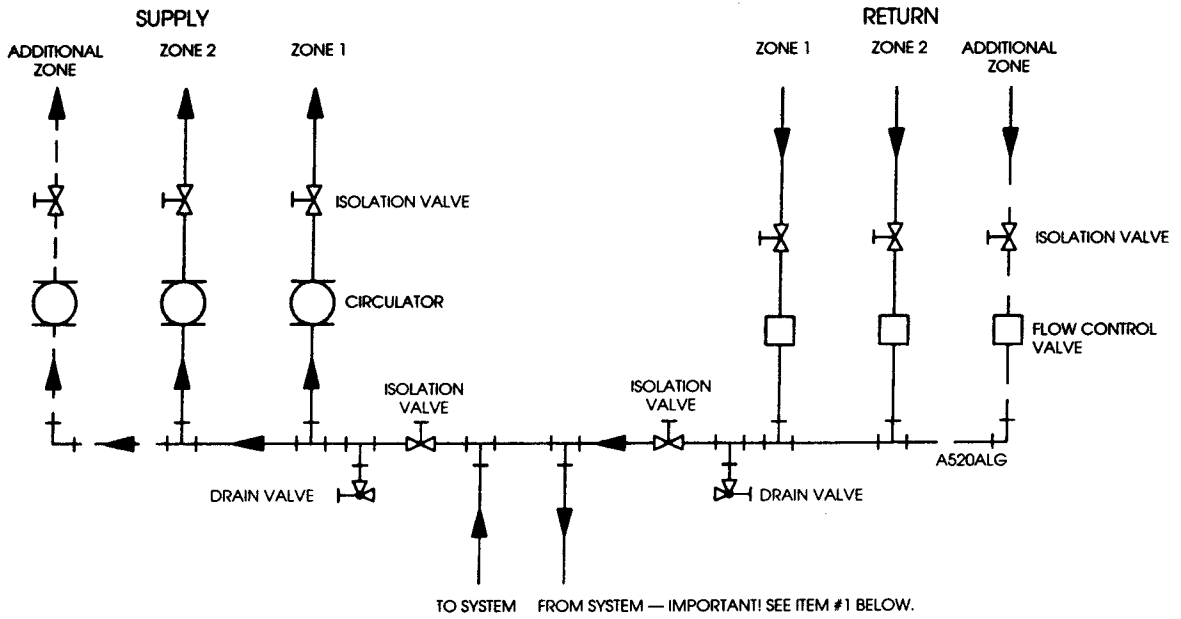 SUPPLY
RETURN
ADDITIONAL
ZONE
ZONE 2
ZONE 1
ZONE 1
ZONE 2
ADDITIONAL
ZONE
ISOLATION VALVE
ISOLATION VALVE
CIRCULATOR
FLOW CONTROL
VALVE
ISOLATION
VALVE
ISOLATION
VALVE
A520ALG
DRAIN VALVE
DRAIN VALVE
TO SYSTEM
FROM SYSTEM — IMPORTANT! SEE ITEM #1 BELOW.